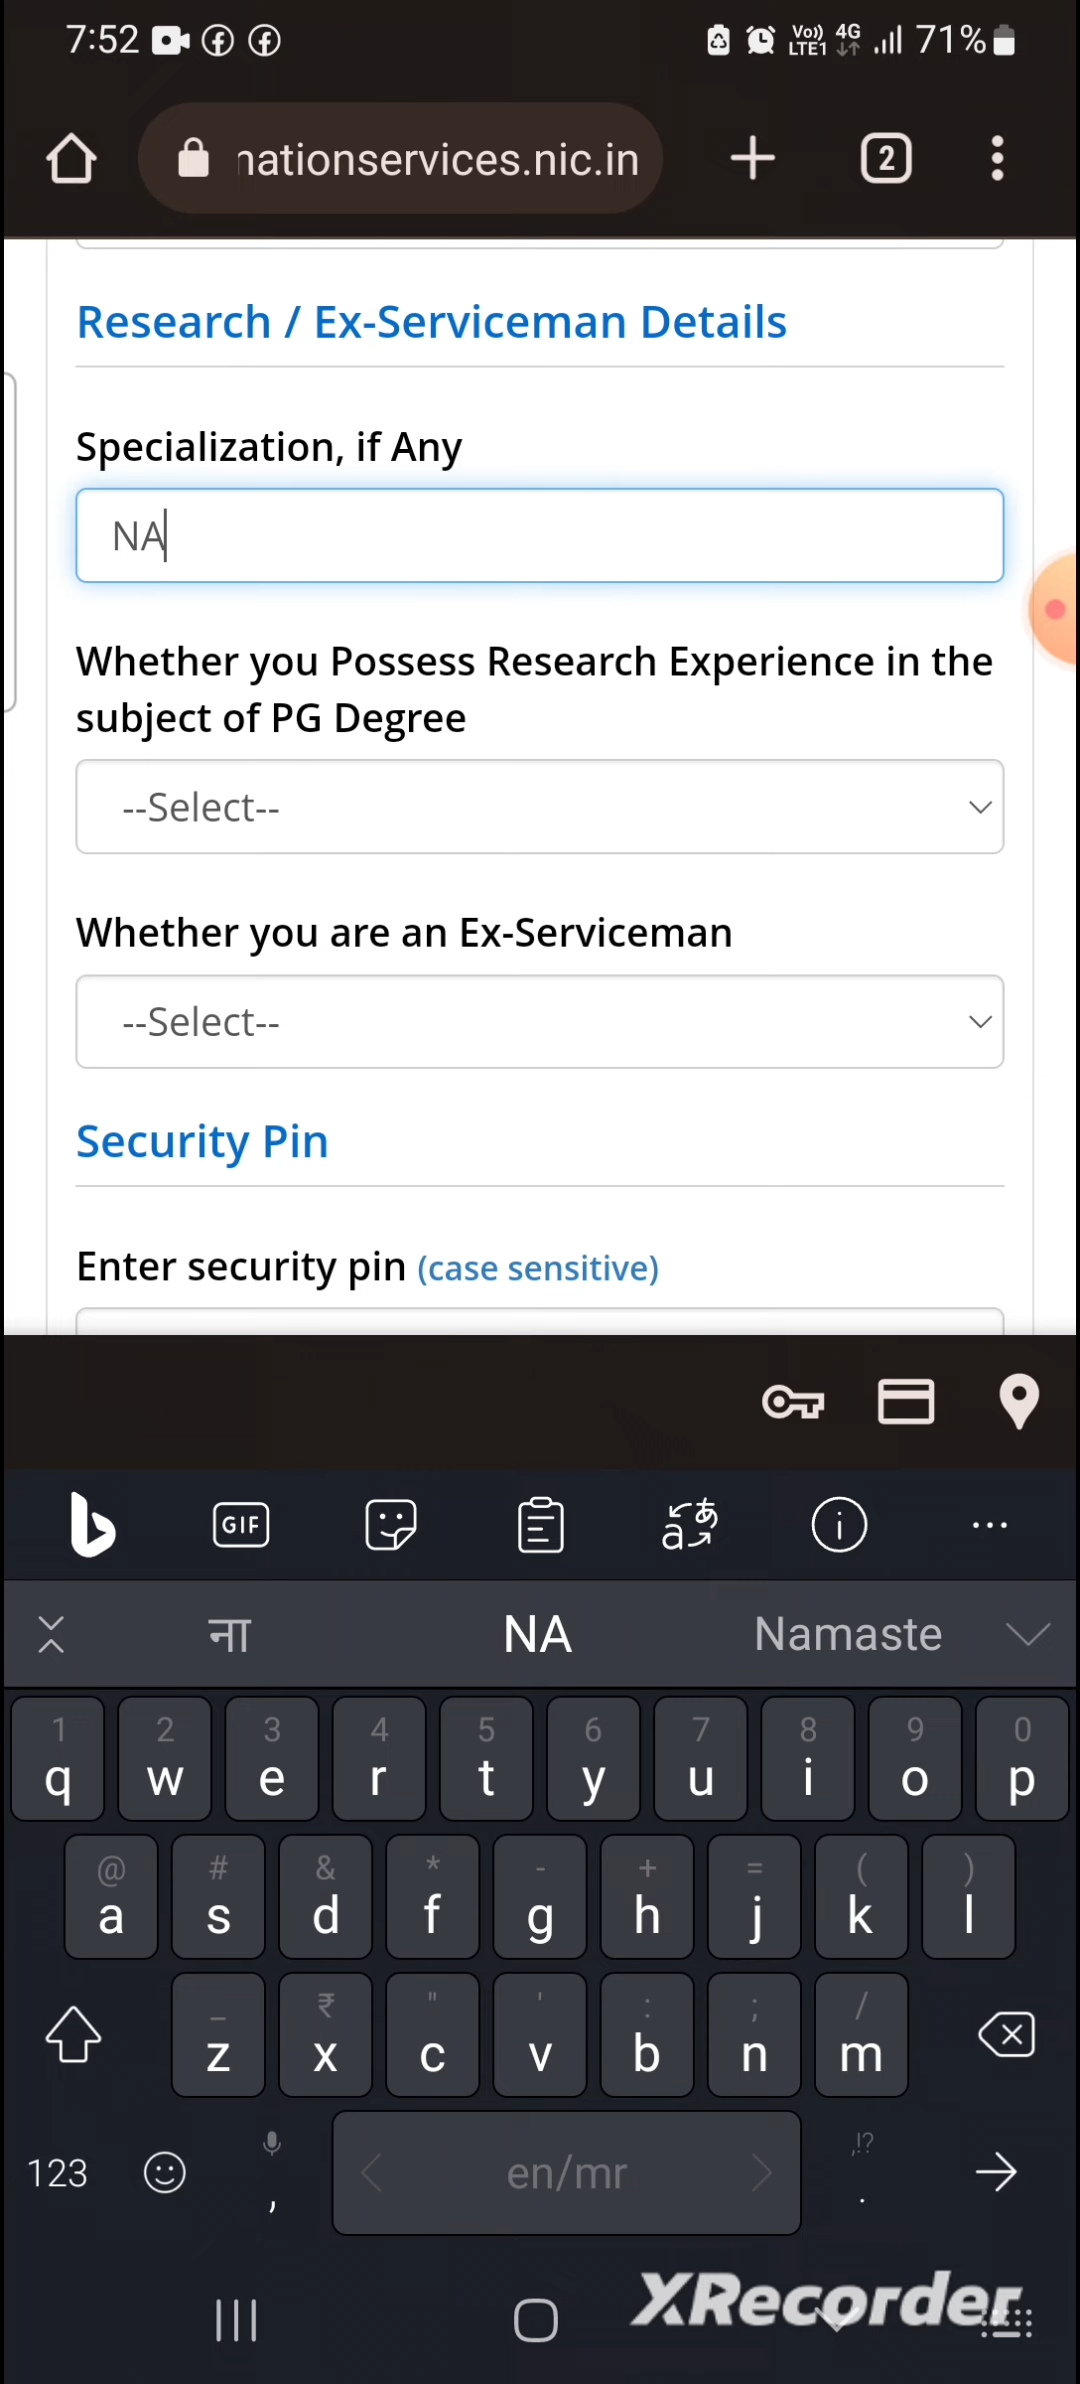 7:52 Vo)) LTE1 4G 71%
nationservices.nic.in 2
Research / Ex-Serviceman Details
Specialization, if Any
NA
Whether you Possess Research Experience in the
subject of PG Degree
--Select--
Whether you are an Ex-Serviceman
--Select--
Security Pin
Enter security pin (case sensitive)
GIF
ना NA Namaste
1 2 3 4 5 6 7 8 9 0
q w e r t y u i o p
@ # & * - + = ( )
a s d f g h j k l
_ ₹ " ' : ; /
z x c v b n m
,!?
123 , en/mr .
XRecorder